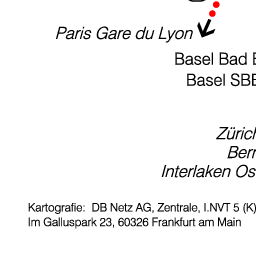 Paris Gare du Lyon
Basel Bad
Basel SBB
Zürich
Bern
Interlaken Os
Kartografie: DB Netz AG, Zentrale, I.NVT 5 (K)
Im Galluspark 23, 60326 Frankfurt am Main